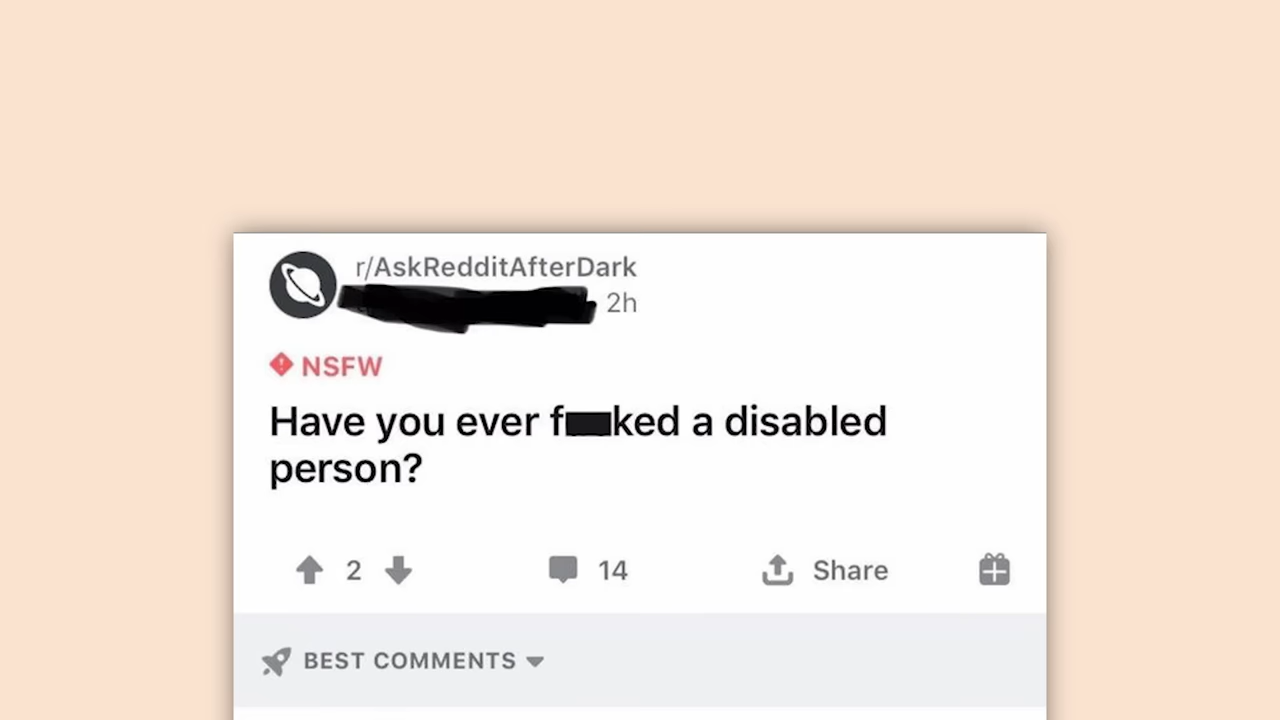 r/AskRedditAfterDark
2h
NSFW
Have you ever f ked a disabled
person?
2
14
Share
BEST COMMENTS